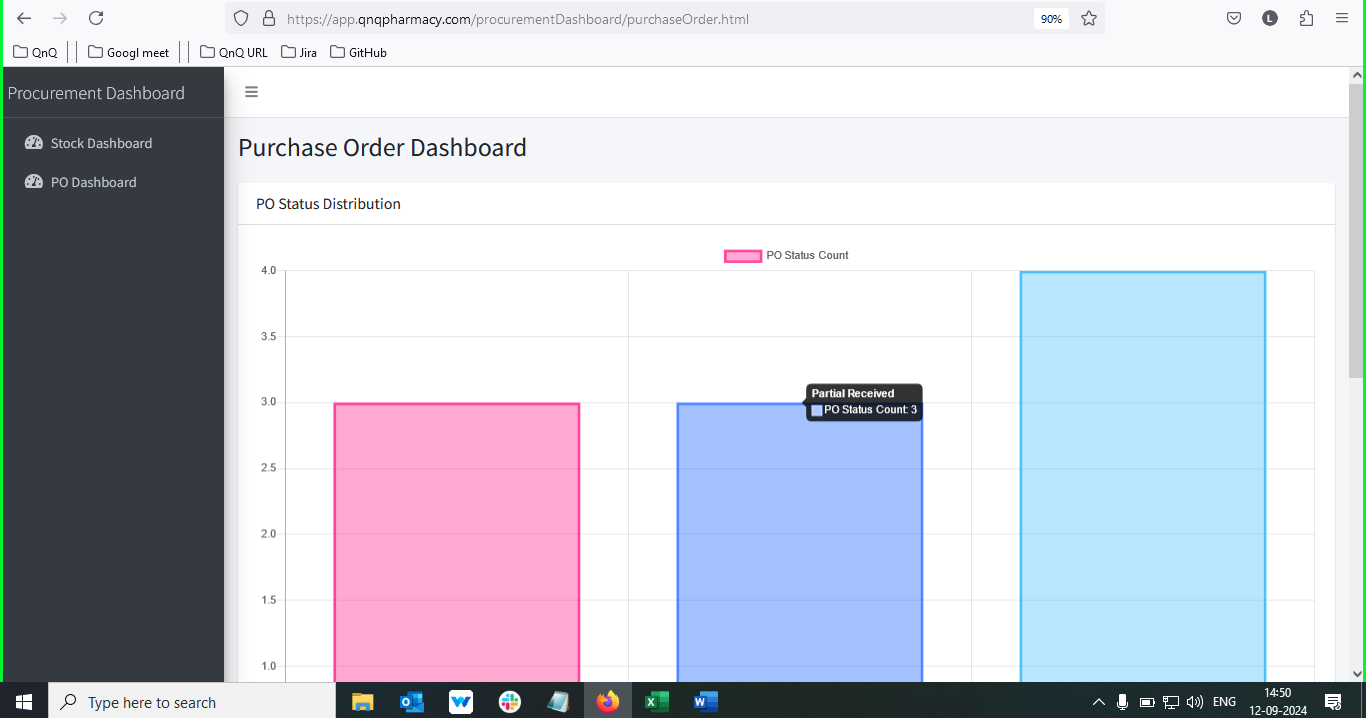 https://app.qnqpharmacy.com/procurementDashboard/purchaseOrder.html
90%
L
QnQ
Googl meet
QnQ URL
Jira
GitHub
Procurement Dashboard
Stock Dashboard
PO Dashboard
Purchase Order Dashboard
PO Status Distribution
PO Status Count
4.0
3.5
3.0
2.5
2.0
1.5
1.0
Partial Received
PO Status Count: 3
Type here to search
ENG
14:50
12-09-2024